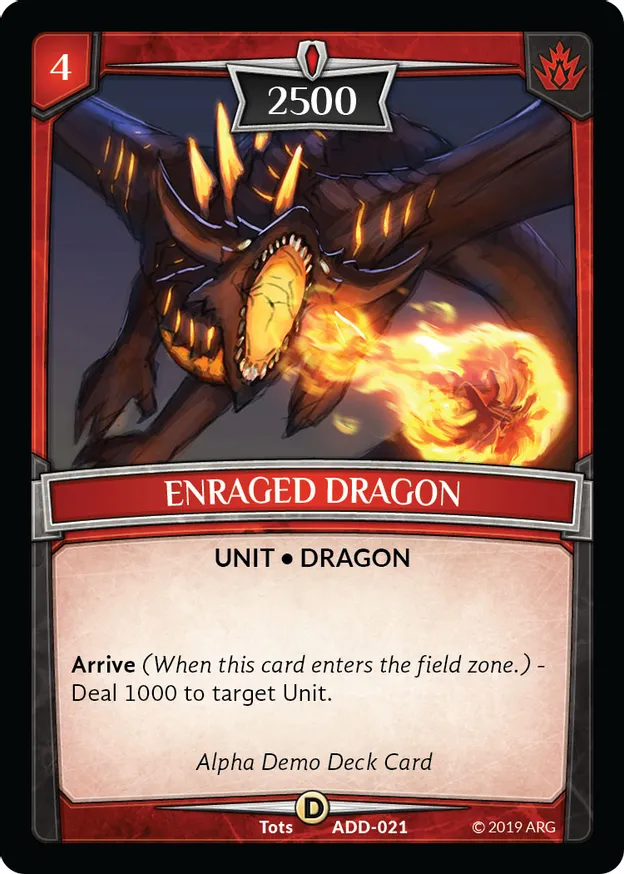 4
2500
ENRAGED DRAGON
UNIT • DRAGON
Arrive (When this card enters the field zone.) -
Deal 1000 to target Unit.
Alpha Demo Deck Card
D
Tots ADD-021 © 2019 ARG